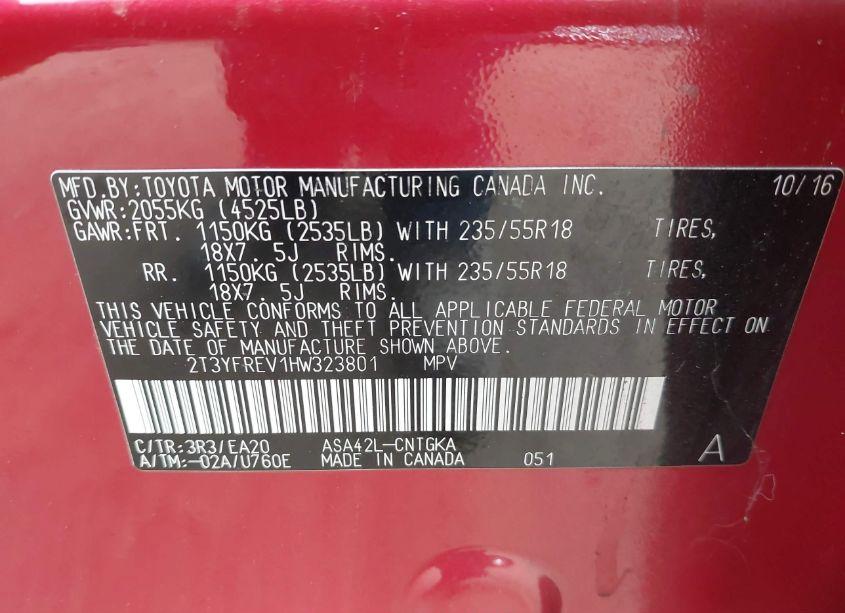 MFD.BY:TOYOTA MOTOR MANUFACTURING CANADA INC. 10/16
GVWR:2055KG (4525LB)
GAWR:FRT. 1150KG (2535LB) WITH 235/55R18 TIRES,
18X7.5J RIMS.
RR. 1150KG (2535LB) WITH 235/55R18 TIRES,
18X7.5J RIMS.
THIS VEHICLE CONFORMS TO ALL APPLICABLE FEDERAL MOTOR
VEHICLE SAFETY AND THEFT PREVENTION STANDARDS IN EFFECT ON
THE DATE OF MANUFACTURE SHOWN ABOVE.
2T3YFREV1HW323801 MPV
C/TR:3R3/EA20 ASA42L-CNTGKA
A/TM:-02A/U760E MADE IN CANADA 051 A